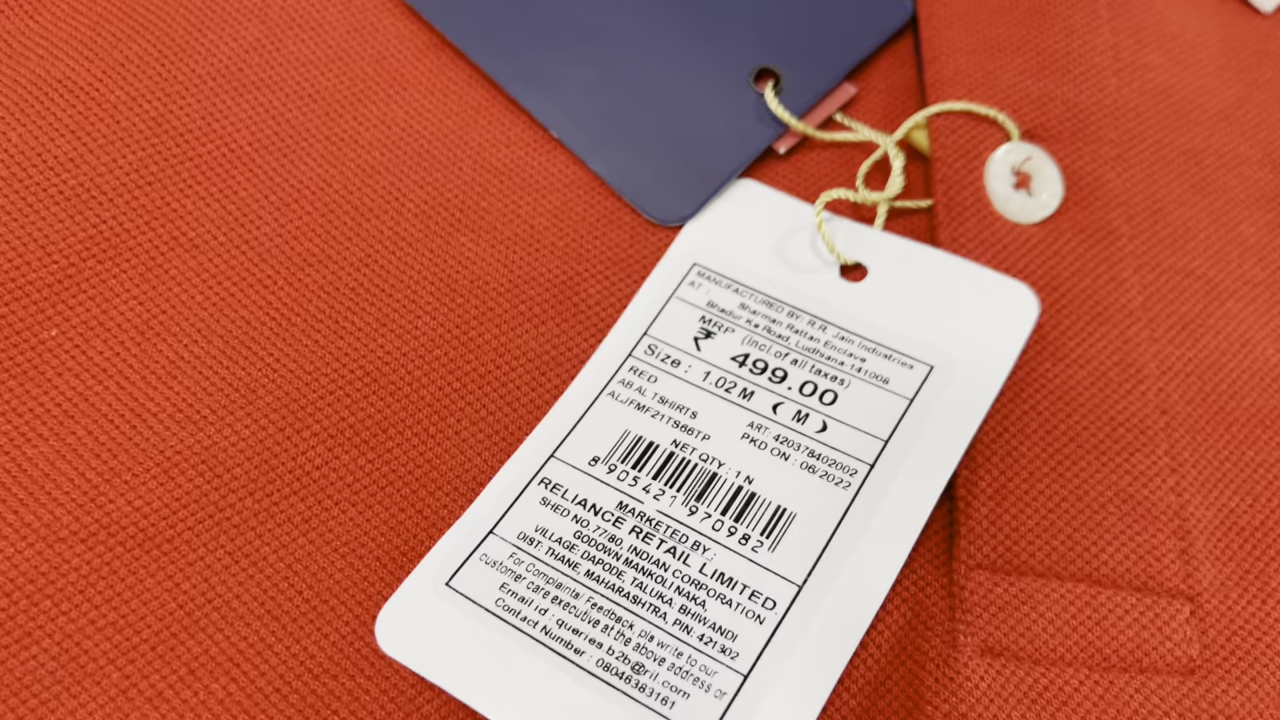 MANUFACTURED BY: R.R. Jain Industries
AT : Sharman Rattan Enclave
Bhadur Ke Road, Ludhiana-141008
MRP (Incl.of all taxes)
₹ 499.00
Size : 1.02 M ( M )
RED
AB AL TSHIRTS
ALJFMF21TS66TP
ART: 420378402002
PKD ON : 06/2022
NET QTY : 1 N
8 905421 970982
MARKETED BY :
RELIANCE RETAIL LIMITED
SHED NO.77/80, INDIAN CORPORATION
GODOWN MANKOLI NAKA,
VILLAGE: DAPODE, TALUKA: BHIWANDI
DIST: THANE, MAHARASHTRA, PIN: 421302
For Complaints/ Feedback, pls write to our
customer care executive at the above address or
Email id : queries.b2b@ril.com
Contact Number : 08046383161